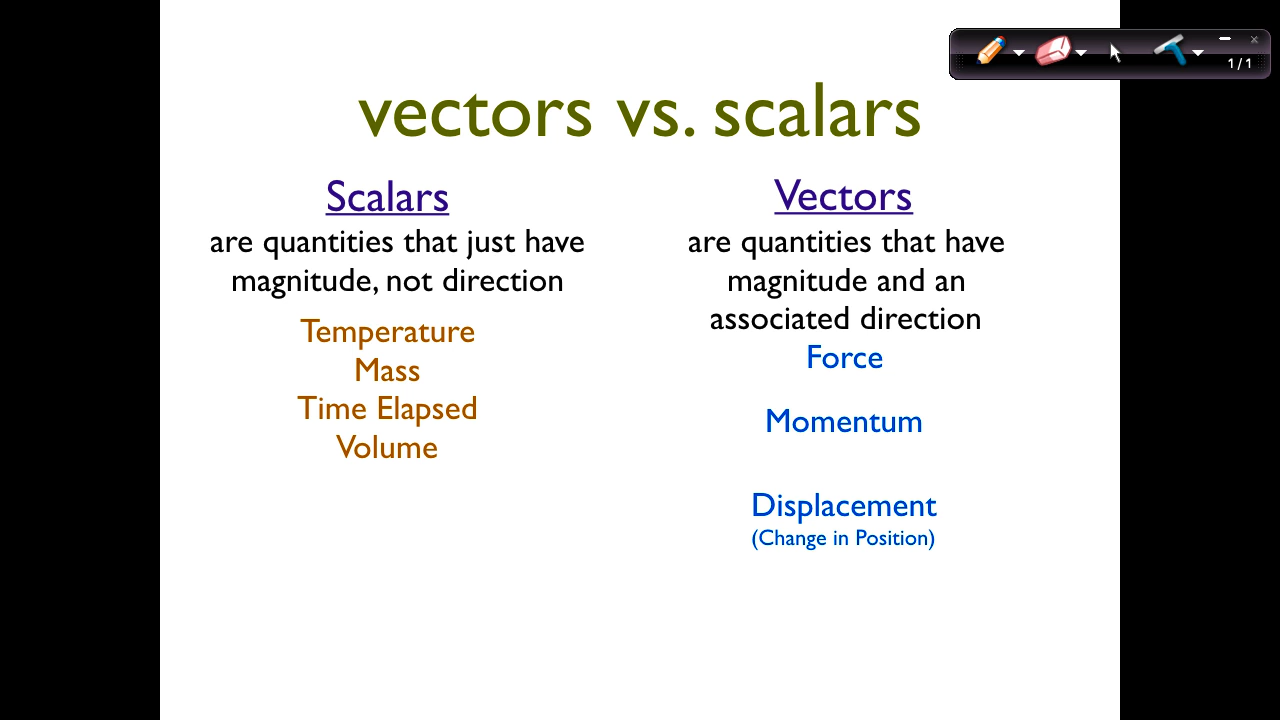 vectors vs. scalars
Scalars
are quantities that just have
magnitude, not direction
Temperature
Mass
Time Elapsed
Volume
Vectors
are quantities that have
magnitude and an
associated direction
Force
Momentum
Displacement
(Change in Position)
1/1